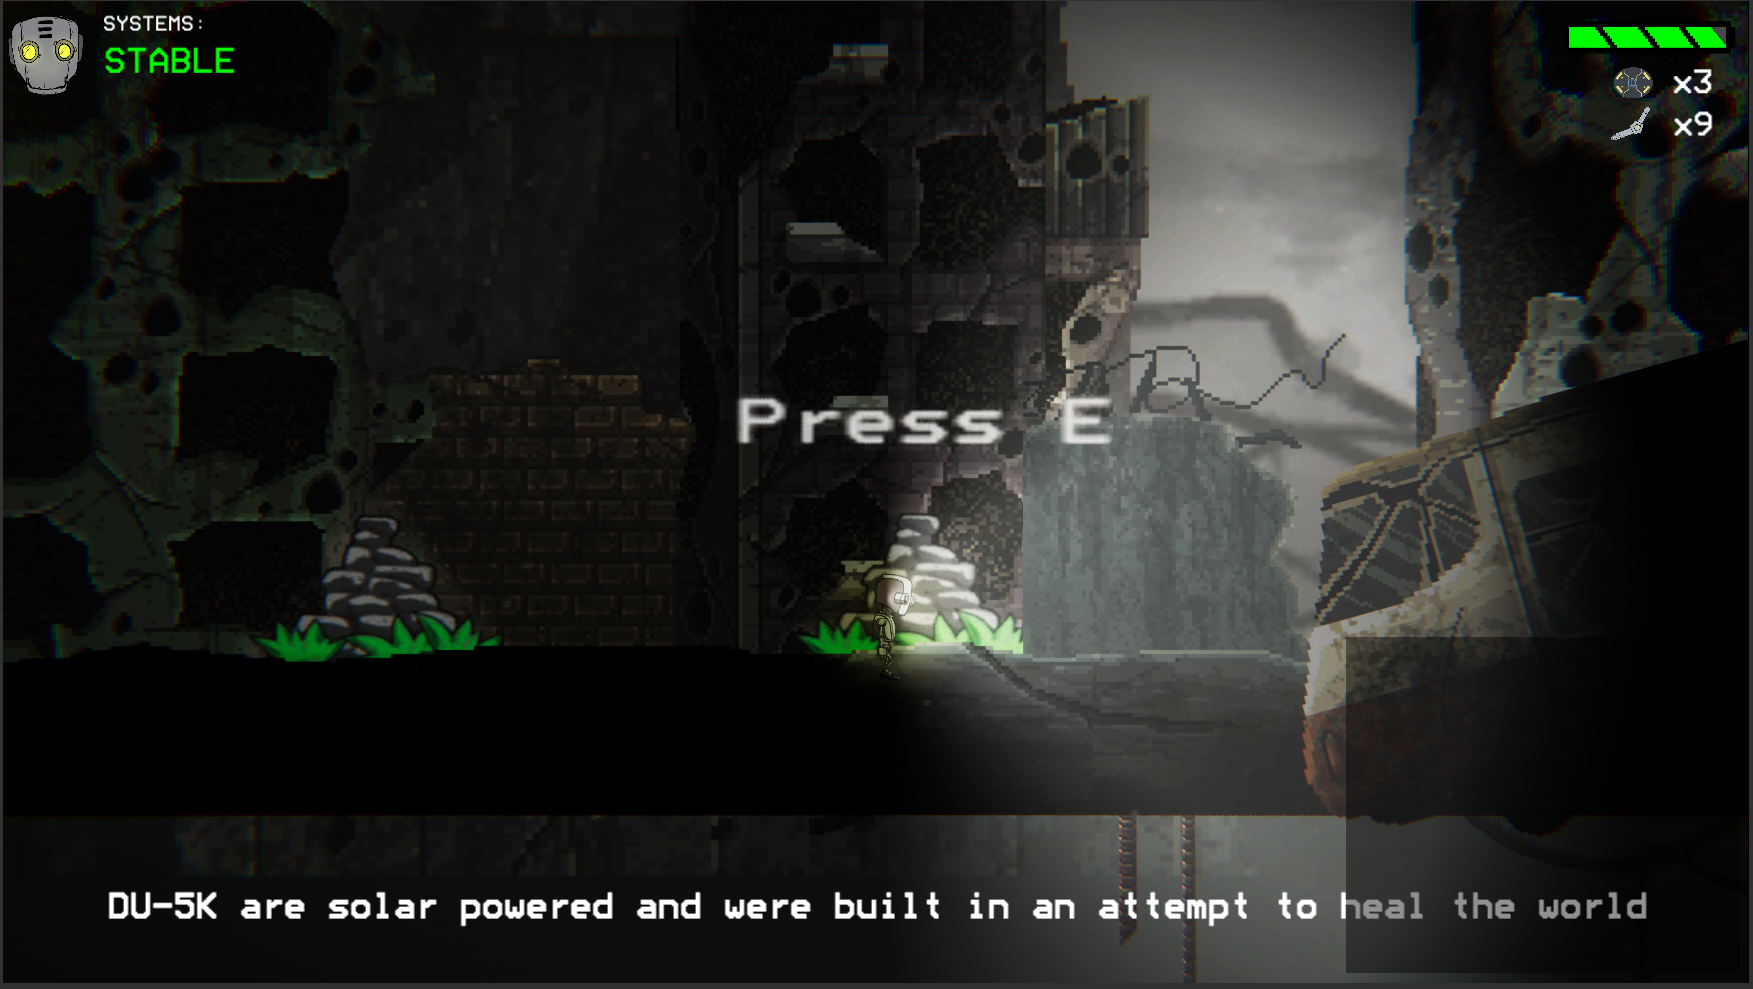 SYSTEMS:
STABLE
x3
x9
Press E
DU-5K are solar powered and were built in an attempt to heal the world